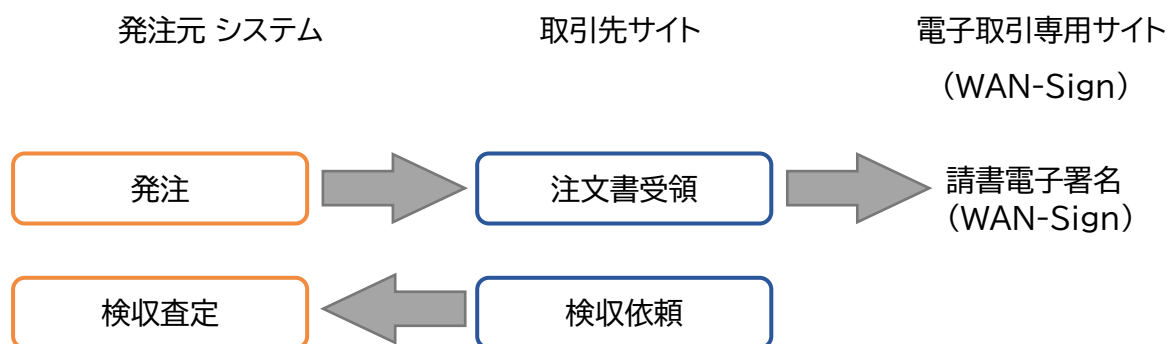 発注元 システム
取引先サイト
電子取引専用サイト
（WAN-Sign）
発注
注文書受領
請書電子署名
（WAN-Sign）
検収査定
検収依頼